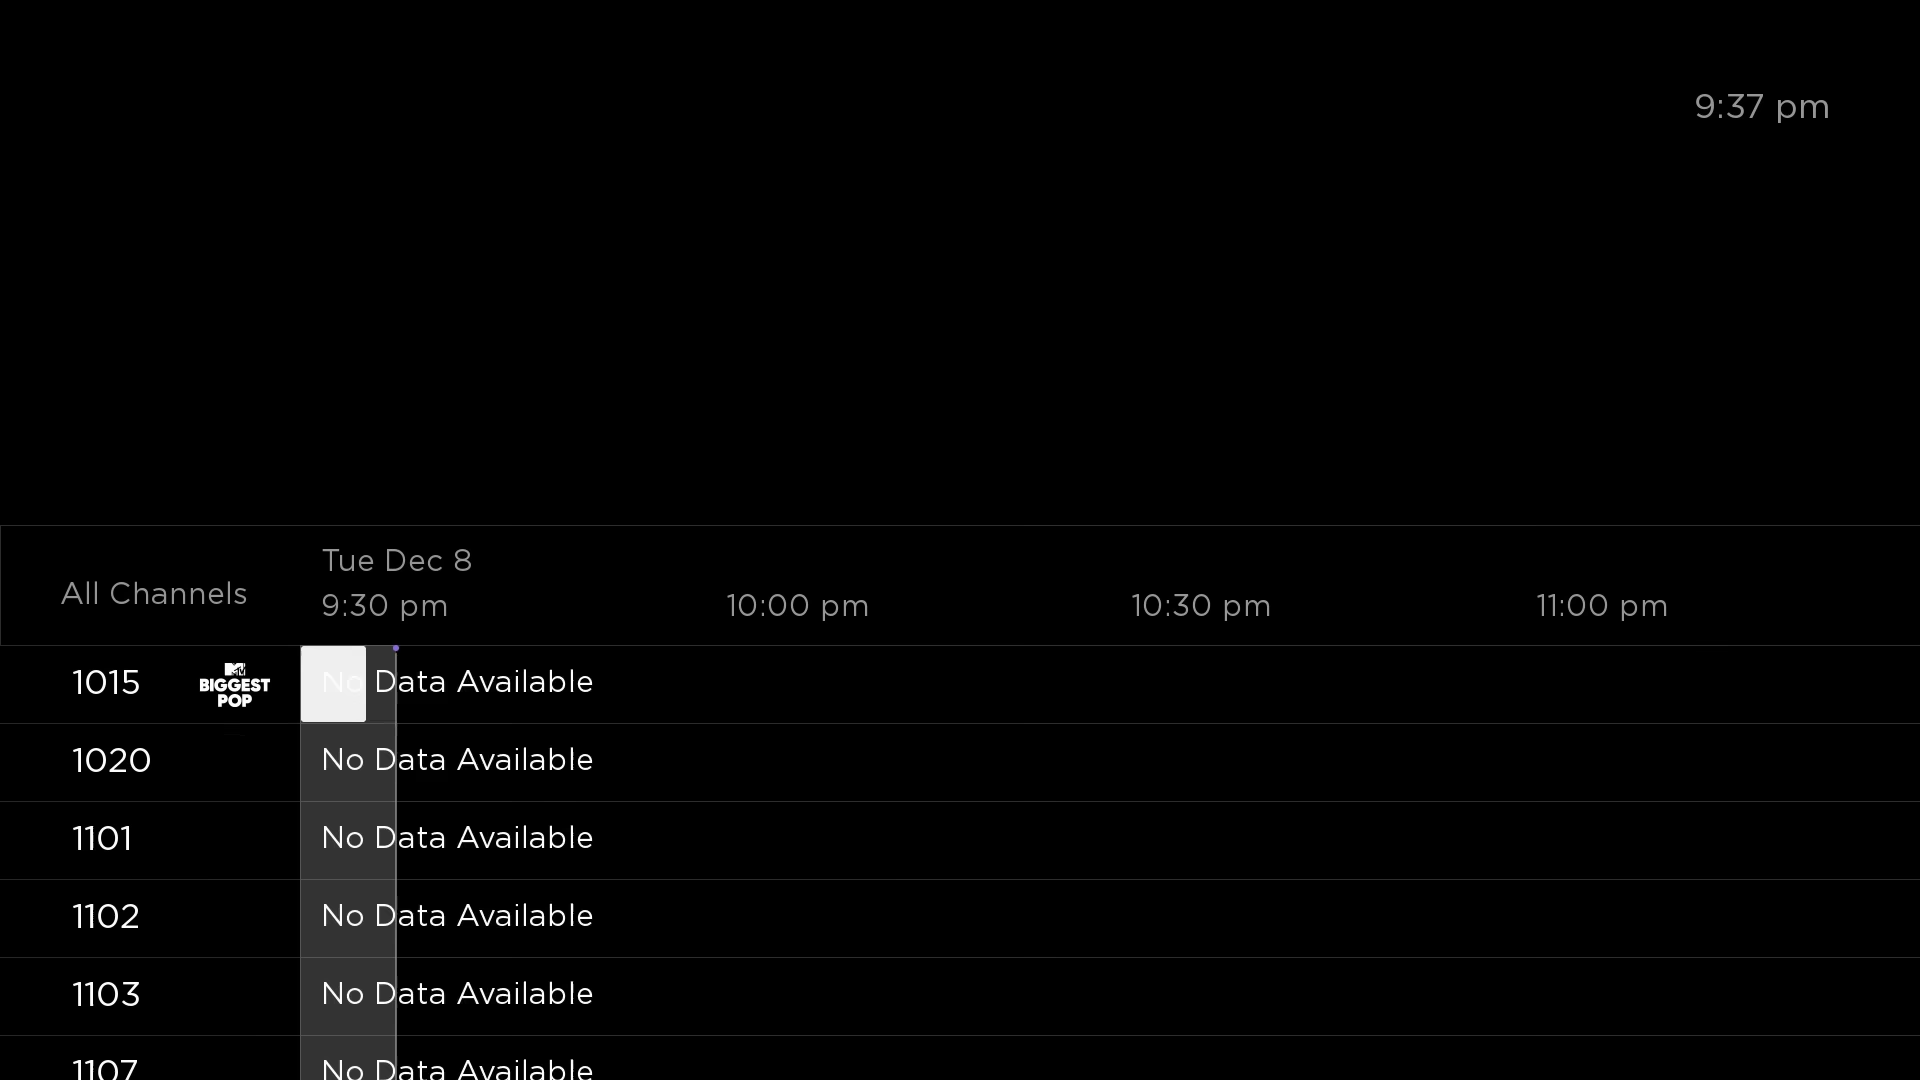 9:37 pm
All Channels
Tue Dec 8
9:30 pm
10:00 pm
10:30 pm
11:00 pm
1015
MTV
BIGGEST
POP
No Data Available
1020
No Data Available
1101
No Data Available
1102
No Data Available
1103
No Data Available
1107
No Data Available